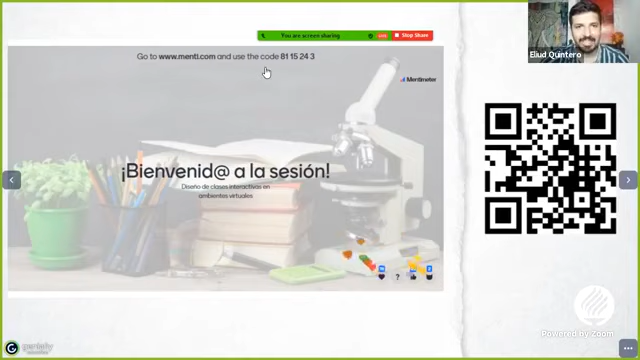 You are screen sharing
Stop Share
Eliud Quintero
Go to www.menti.com and use the code 81 15 24 3
Mentimeter
¡Bienvenid@ a la sesión!
Diseño de clases interactivas en
ambientes virtuales
?
Powered by Zoom